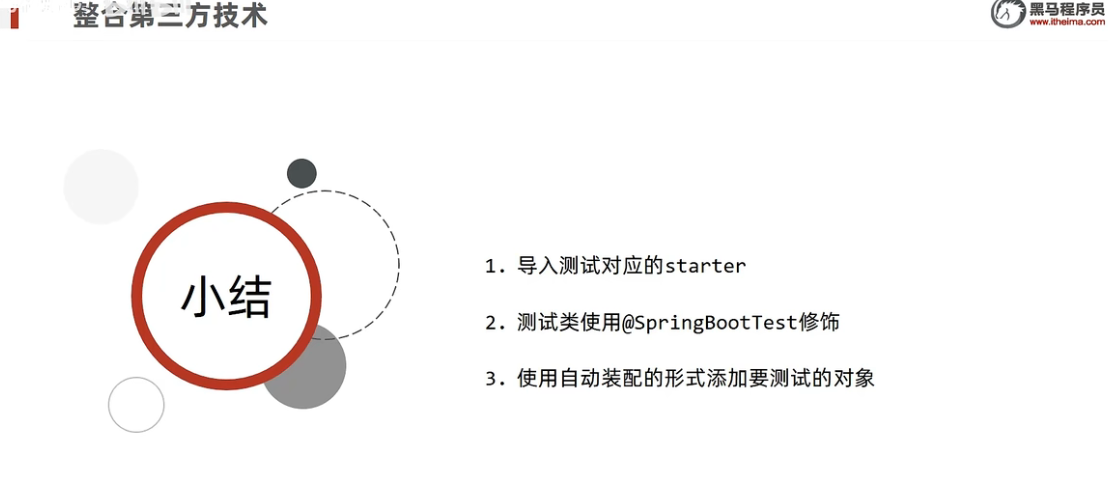 整合第三方技术
黑马程序员
www.itheima.com
小结
1. 导入测试对应的starter
2. 测试类使用@SpringBootTest修饰
3. 使用自动装配的形式添加要测试的对象